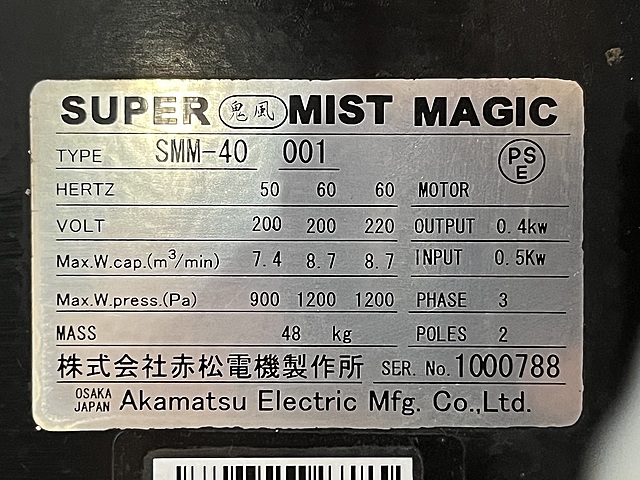 SUPER 鬼風 MIST MAGIC
TYPE SMM-40 001 PSE
HERTZ 50 60 60 MOTOR
VOLT 200 200 220 OUTPUT 0.4kw
Max.W.cap.(m³/min) 7.4 8.7 8.7 INPUT 0.5Kw
Max.W.press.(Pa) 900 1200 1200 PHASE 3
MASS 48 kg POLES 2
株式会社赤松電機製作所 SER. No. 1000788
OSAKA JAPAN Akamatsu Electric Mfg. Co.,Ltd.